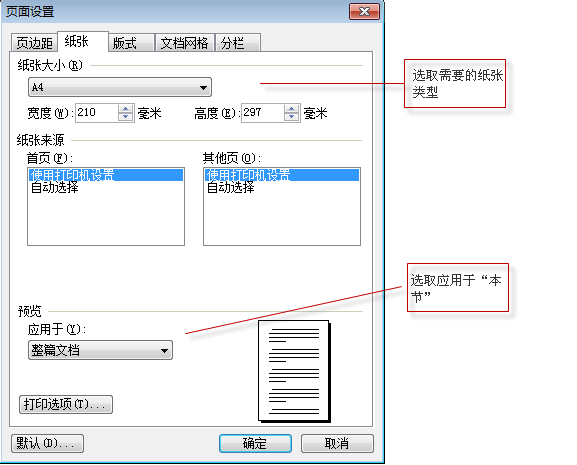 页面设置
页边距 纸张 版式 文档网格 分栏
纸张大小(R)
A4
宽度(W): 210 毫米 高度(E): 297 毫米
纸张来源
首页(F): 其他页(O):
使用打印机设置 使用打印机设置
自动选择 自动选择
预览
应用于(Y):
整篇文档
打印选项(T)...
默认(D)... 确定 取消
选取需要的纸张
类型
选取应用于“本
节”